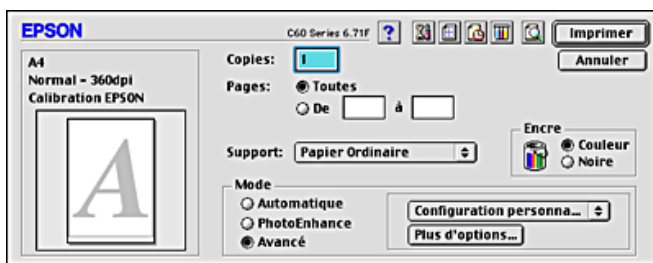 EPSON
C60 Series 6.71F
Imprimer
Annuler
A4
Normal - 360dpi
Calibration EPSON
A
Copies: 1
Pages: Toutes
De à
Support: Papier Ordinaire
Encre
Couleur
Noire
Mode
Automatique
PhotoEnhance
Avancé
Configuration personna...
Plus d'options...